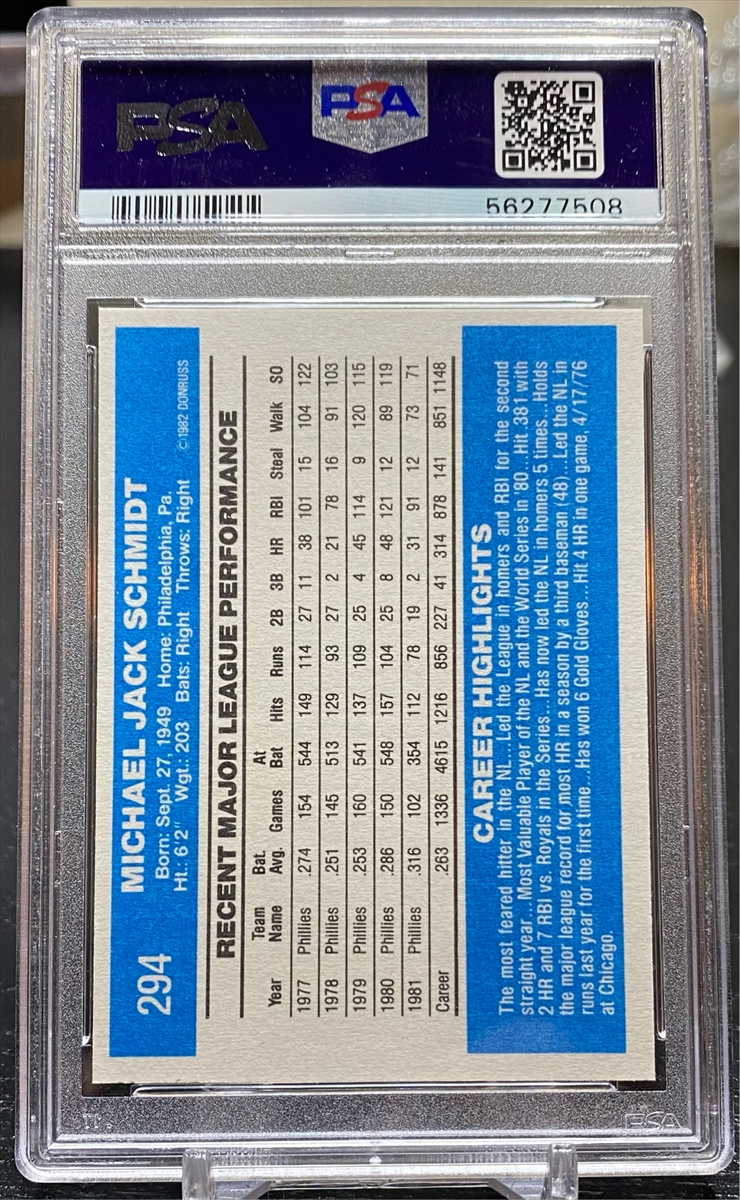 PSA
PSA
56277508
294
MICHAEL JACK SCHMIDT
Born: Sept. 27, 1949 Home: Philadelphia, Pa.
Ht.: 6'2" Wgt.: 203 Bats: Right Throws: Right ©1982 DONRUSS
RECENT MAJOR LEAGUE PERFORMANCE
Year Team Name Bat. Avg. Games At Bat Hits Runs 2B 3B HR RBI Steal Walk SO
1977 Phillies .274 154 544 149 114 27 11 38 101 15 104 122
1978 Phillies .251 145 513 129 93 27 2 21 78 16 91 103
1979 Phillies .253 160 541 137 109 25 4 45 114 9 120 115
1980 Phillies .286 150 548 157 104 25 8 48 121 12 89 119
1981 Phillies .316 102 354 112 78 19 2 31 91 12 73 71
Career .263 1336 4615 1216 856 227 41 314 878 141 851 1148
CAREER HIGHLIGHTS
The most feared hitter in the NL...Led the League in homers and RBI for the second
straight year...Most Valuable Player of the NL and the World Series in '80...Hit .381 with
2 HR and 7 RBI vs. Royals in the Series...Has now led the NL in homers 5 times...Holds
the major league record for most HR in a season by a third baseman (48)...Led the NL in
runs last year for the first time...Has won 6 Gold Gloves...Hit 4 HR in one game, 4/17/76
at Chicago.
PSA